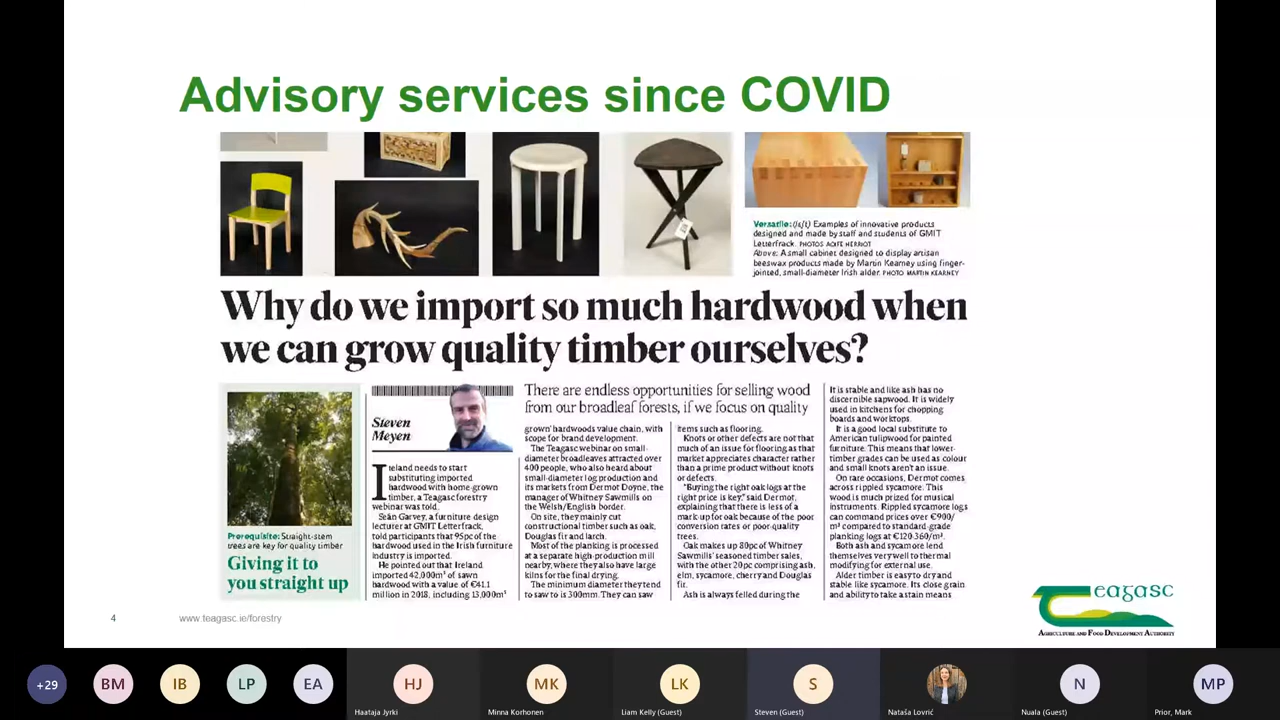 Advisory services since COVID
Versatile: (l&t) Examples of innovative products
designed and made by staff and students of GMIT
Letterfrack. PHOTOS AOIFE HERRIOT
Above: A small cabinet designed to display artisan
beeswax products made by Martin Kearney using finger-
jointed, small-diameter Irish alder. PHOTO MARTIN KEARNEY
Why do we import so much hardwood when
we can grow quality timber ourselves?
Prerequisite: Straight-stem
trees are key for quality timber
Giving it to
you straight up
Steven
Meyen
There are endless opportunities for selling wood
from our broadleaf forests, if we focus on quality
Ireland needs to start
substituting imported
hardwood with home-grown
timber, a Teagasc forestry
webinar was told.
Seán Garvey, a furniture design
lecturer at GMIT Letterfrack,
told participants that 95pc of the
hardwood used in the Irish furniture
industry is imported.
He pointed out that Ireland
imported 42,000m³ of sawn
hardwood with a value of €41.1
million in 2018, including 13,000m³
grown' hardwoods value chain, with
scope for brand development.
The Teagasc webinar on small-
diameter broadleaves attracted over
400 people, who also heard about
small-diameter log production and
its markets from Dermot Doyne, the
manager of Whitney Sawmills on
the Welsh/English border.
On site, they mainly cut
constructional timber such as oak,
Douglas fir and larch.
Most of the planking is processed
at a separate high-production mill
nearby, where they also have large
kilns for the final drying.
The minimum diameter they tend
to saw to is 300mm. They can saw
items such as flooring.
Knots or other defects are not that
much of an issue for flooring as that
market appreciates character rather
than a prime product without knots
or defects.
"Buying the right oak logs at the
right price is key," said Dermot,
explaining that there is less of a
mark-up for oak because of the poor
conversion rates or poor-quality
trees.
Oak makes up 80pc of Whitney
Sawmills' seasoned timber sales,
with the other 20pc comprising ash,
elm, sycamore, cherry and Douglas
fir.
Ash is always felled during the
It is stable and like ash has no
discernible sapwood. It is widely
used in kitchens for chopping
boards and worktops.
It is a good local substitute to
American tulipwood for painted
furniture. This means that lower-
timber grades can be used as colour
and small knots aren't an issue.
On rare occasions, Dermot comes
across rippled sycamore. This
wood is much prized for musical
instruments. Rippled sycamore logs
can command prices over €900/
m³ compared to standard-grade
planking logs at €120-360/m³.
Both ash and sycamore lend
themselves very well to thermal
modifying for external use.
Alder timber is easy to dry and
stable like sycamore. Its close grain
and ability to take a stain means
4
www.teagasc.ie/forestry
eagasc
AGRICULTURE AND FOOD DEVELOPMENT AUTHORITY
+29
BM
IB
LP
EA
HJ
MK
LK
S
N
MP
Haataja Jyrki
Minna Korhonen
Liam Kelly (Guest)
Steven (Guest)
Nataša Lovrić
Nuala (Guest)
Prior, Mark